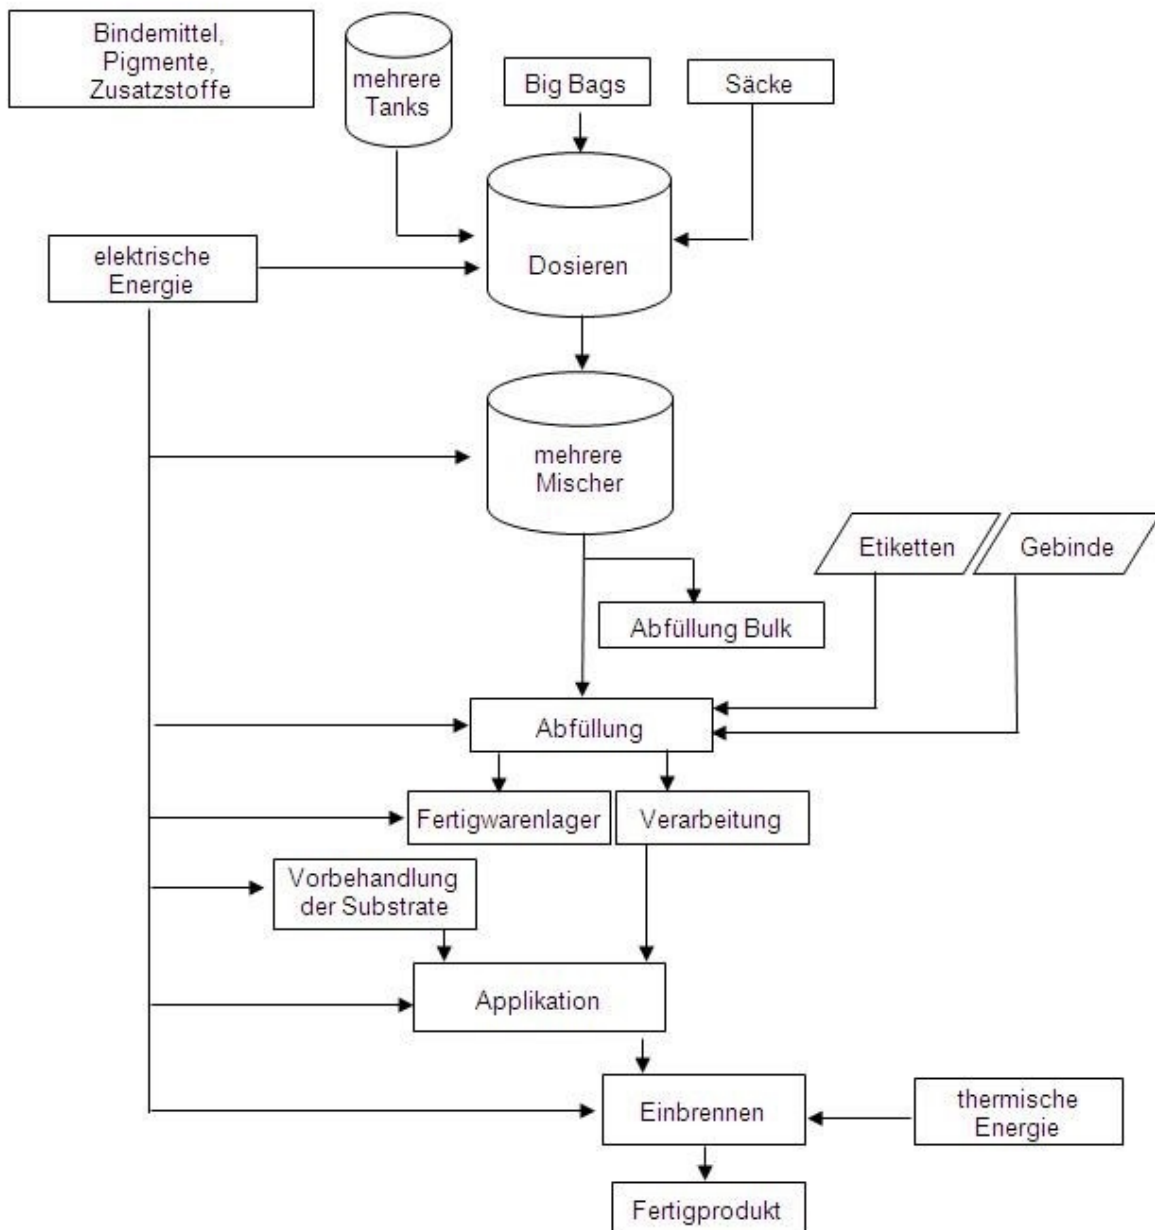 Bindemittel,
Pigmente,
Zusatzstoffe
mehrere
Tanks
Big Bags
Säcke
elektrische
Energie
Dosieren
mehrere
Mischer
Etiketten
Gebinde
Abfüllung Bulk
Abfüllung
Fertigwarenlager
Verarbeitung
Vorbehandlung
der Substrate
Applikation
Einbrennen
thermische
Energie
Fertigprodukt